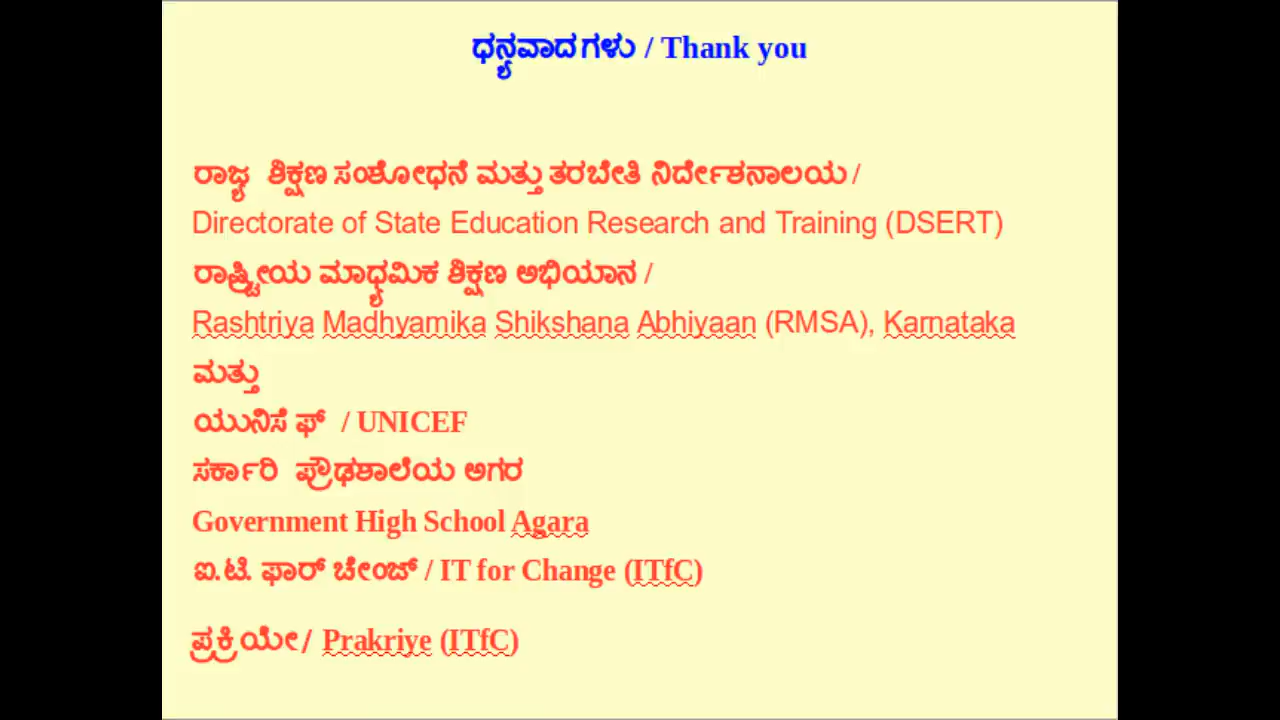 ಧನ್ಯವಾದಗಳು / Thank you
ರಾಜ್ಯ ಶಿಕ್ಷಣ ಸಂಶೋಧನೆ ಮತ್ತು ತರಬೇತಿ ನಿರ್ದೇಶನಾಲಯ /
Directorate of State Education Research and Training (DSERT)
ರಾಷ್ಟ್ರೀಯ ಮಾಧ್ಯಮಿಕ ಶಿಕ್ಷಣ ಅಭಿಯಾನ /
Rashtriya Madhyamika Shikshana Abhiyaan (RMSA), Karnataka
ಮತ್ತು
ಯುನಿಸೆಫ್ / UNICEF
ಸರ್ಕಾರಿ ಪ್ರೌಢಶಾಲೆಯ ಅಗರ
Government High School Agara
ಐ.ಟಿ. ಫಾರ್ ಚೇಂಜ್ / IT for Change (ITfC)
ಪ್ರಕ್ರಿಯೇ/ Prakriye (ITfC)